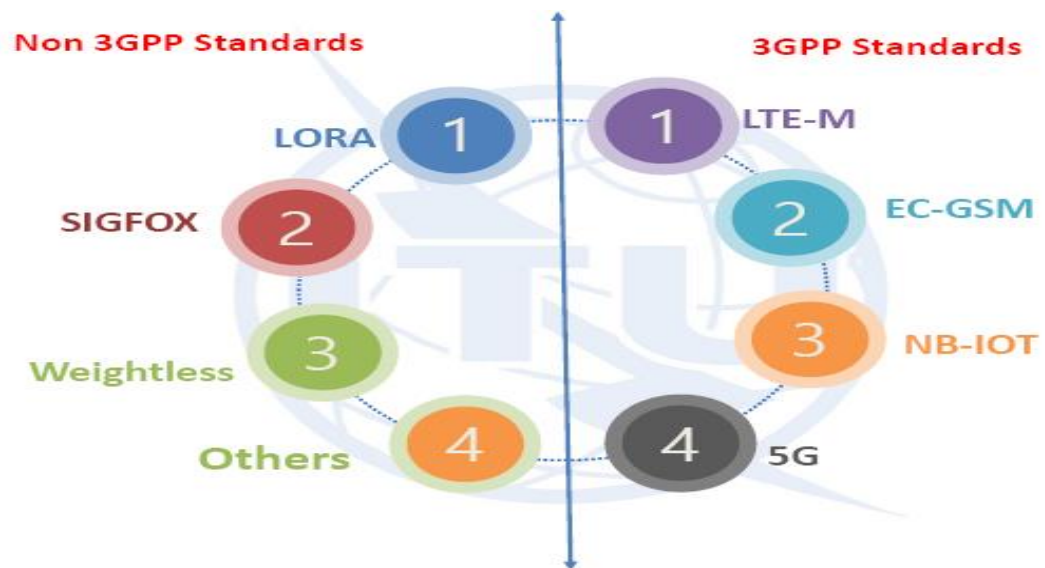 Non 3GPP Standards
3GPP Standards
LORA
1
1
LTE-M
SIGFOX
2
2
EC-GSM
Weightless
3
3
NB-IOT
Others
4
4
5G
ITU